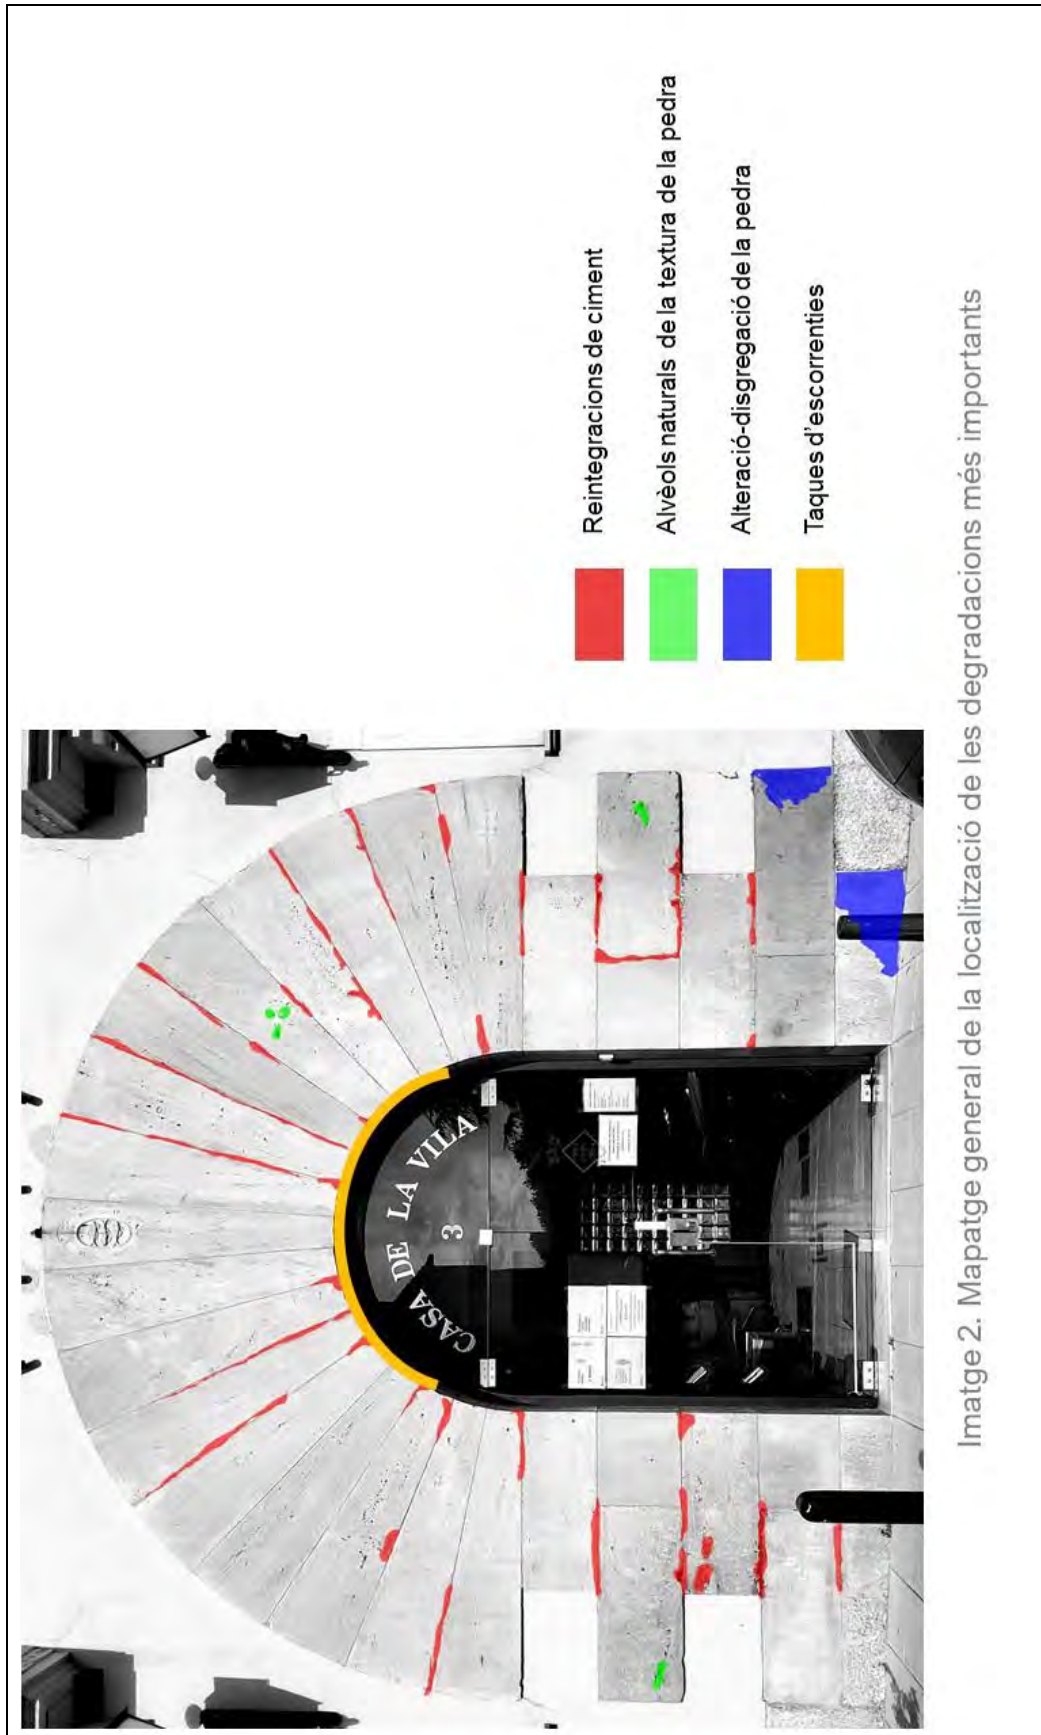 Reintegracions de ciment
Alvèols naturals de la textura de la pedra
Alteració-disgregació de la pedra
Taques d'escorrenties
CASA DE LA VILA
3
Imatge 2. Mapatge general de la localització de les degradacions més importants